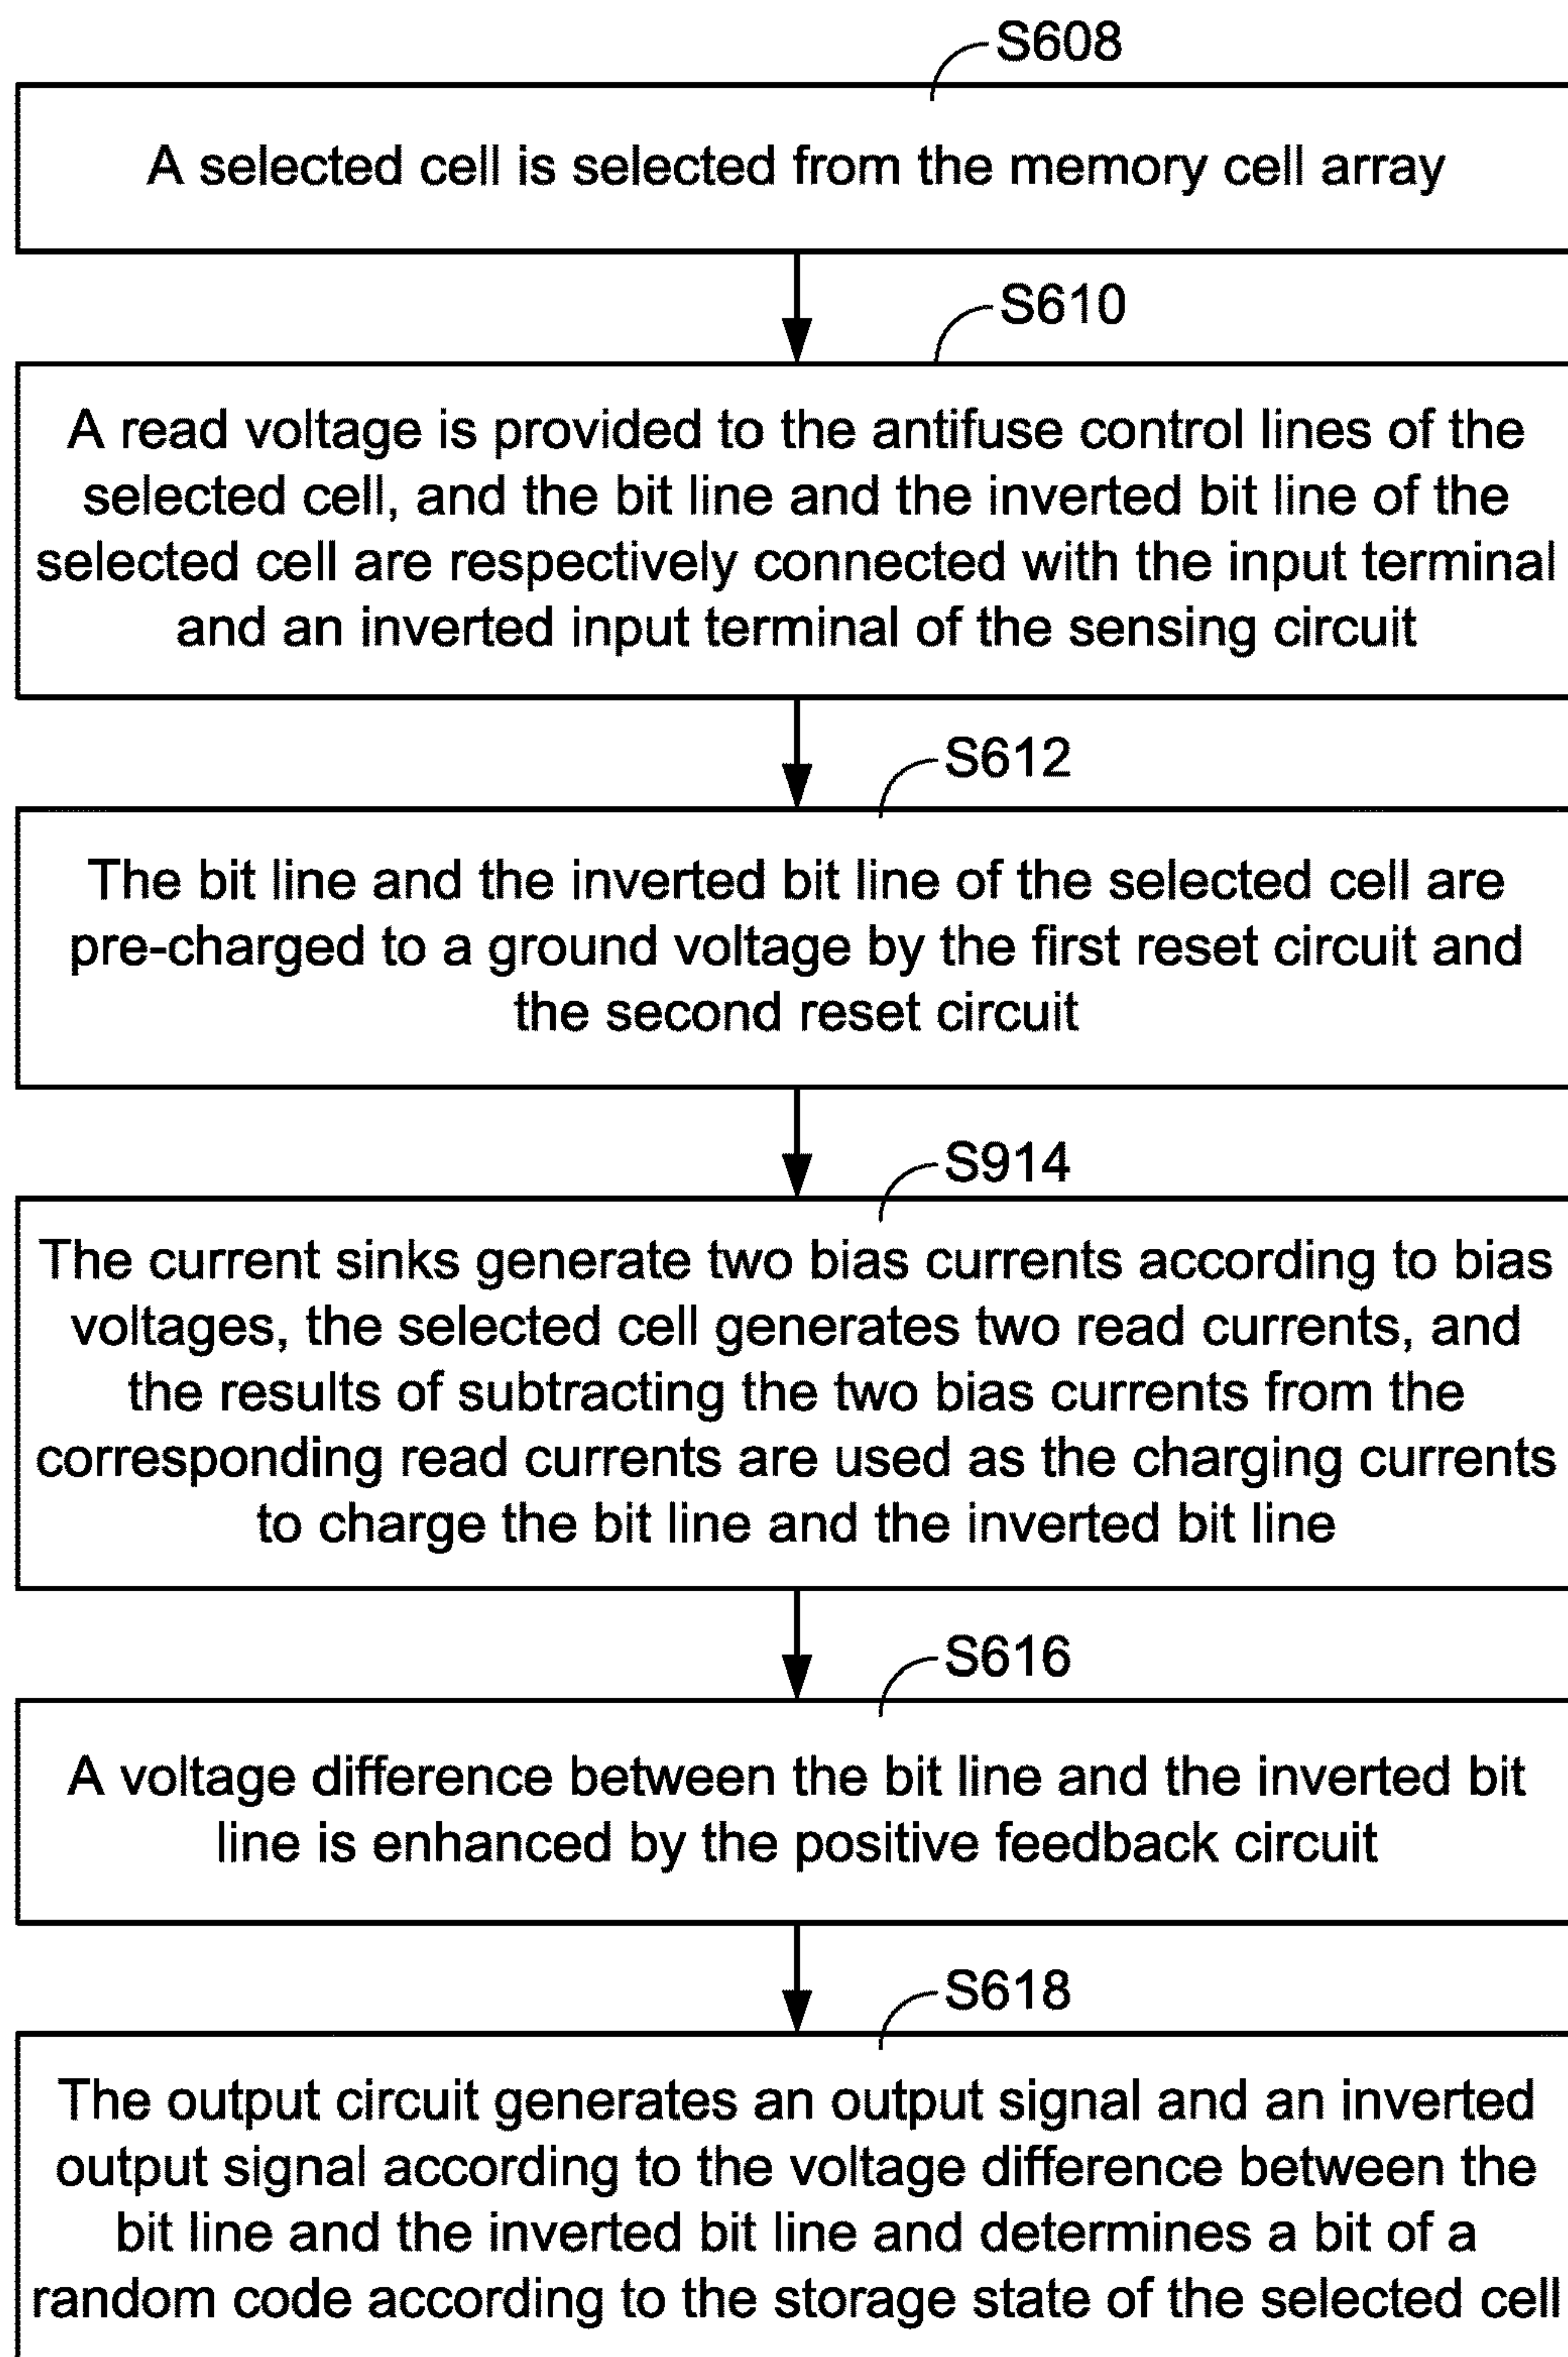 S608
A selected cell is selected from the memory cell array
S610
A read voltage is provided to the antifuse control lines of the
selected cell, and the bit line and the inverted bit line of the
selected cell are respectively connected with the input terminal
and an inverted input terminal of the sensing circuit
S612
The bit line and the inverted bit line of the selected cell are
pre-charged to a ground voltage by the first reset circuit and
the second reset circuit
S914
The current sinks generate two bias currents according to bias
voltages, the selected cell generates two read currents, and
the results of subtracting the two bias currents from the
corresponding read currents are used as the charging currents
to charge the bit line and the inverted bit line
S616
A voltage difference between the bit line and the inverted bit
line is enhanced by the positive feedback circuit
S618
The output circuit generates an output signal and an inverted
output signal according to the voltage difference between the
bit line and the inverted bit line and determines a bit of a
random code according to the storage state of the selected cell